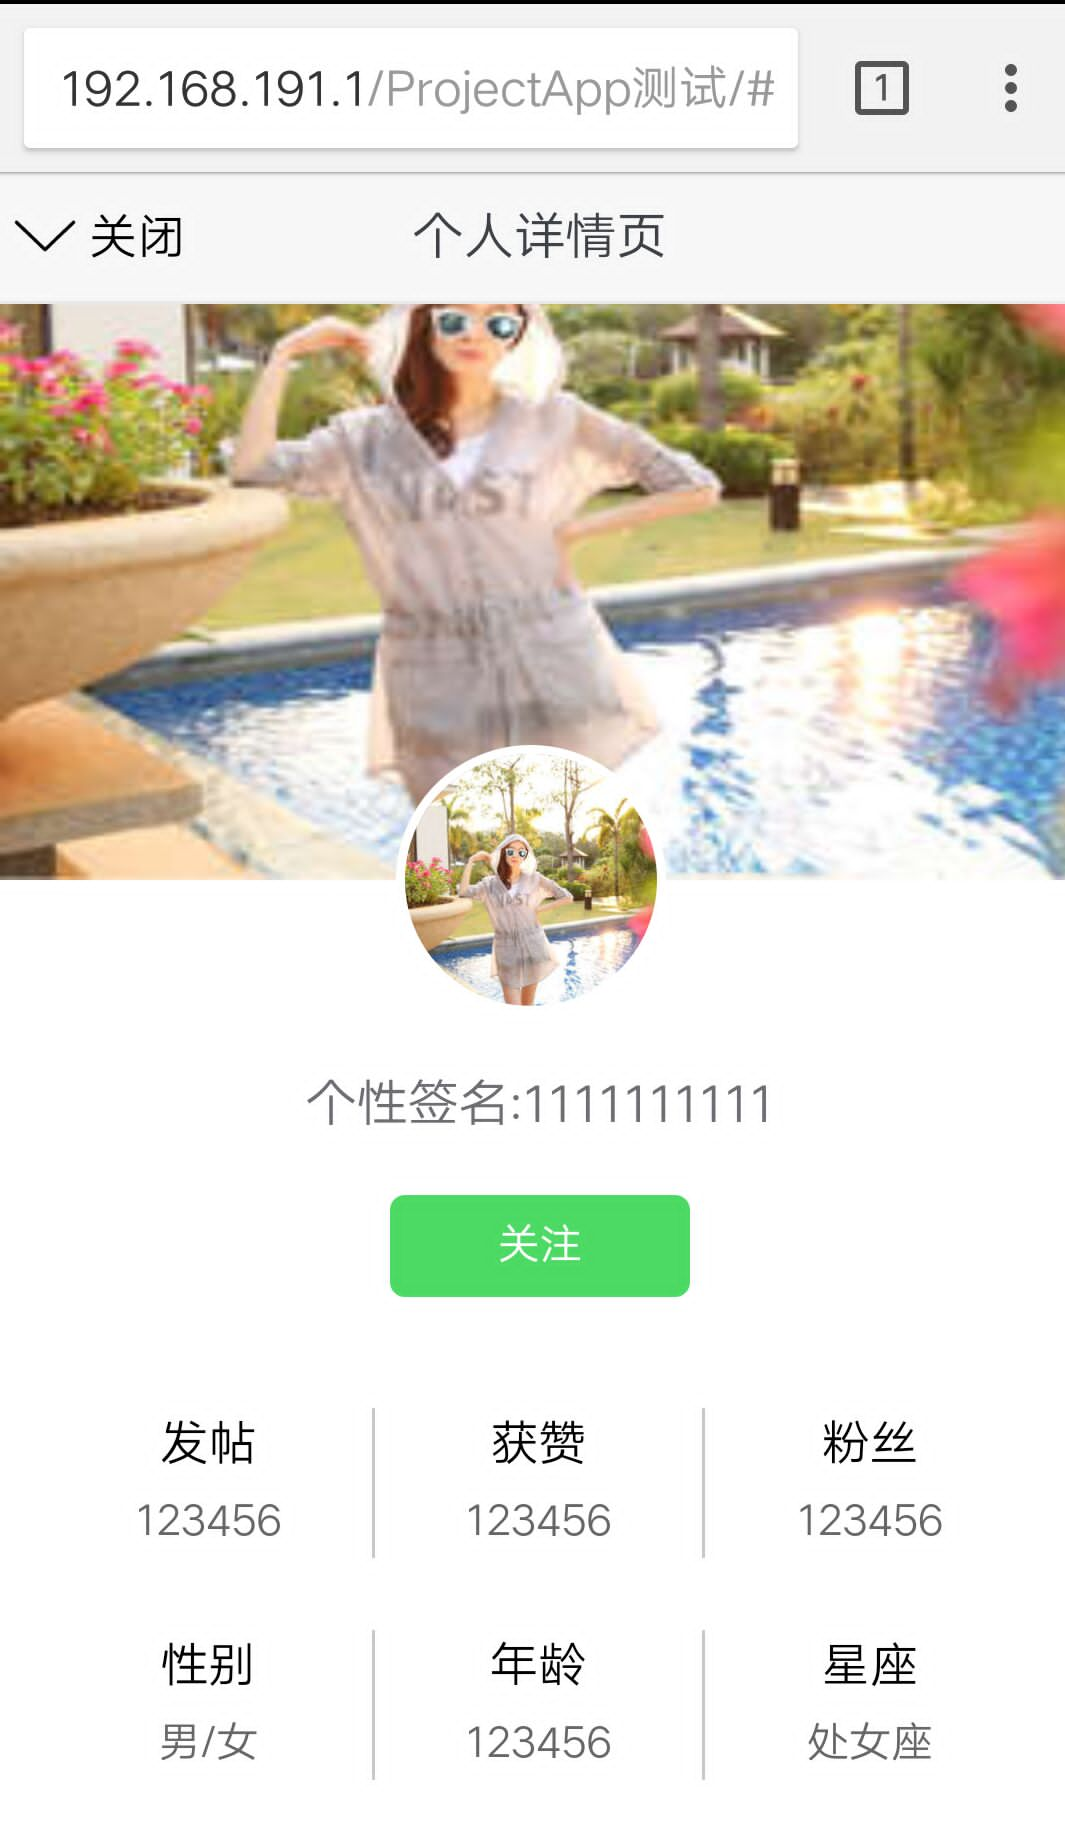 192.168.191.1/ProjectApp测试/#
1
关闭
个人详情页
个性签名:1111111111
关注
发帖
获赞
粉丝
123456
123456
123456
性别
年龄
星座
男/女
123456
处女座